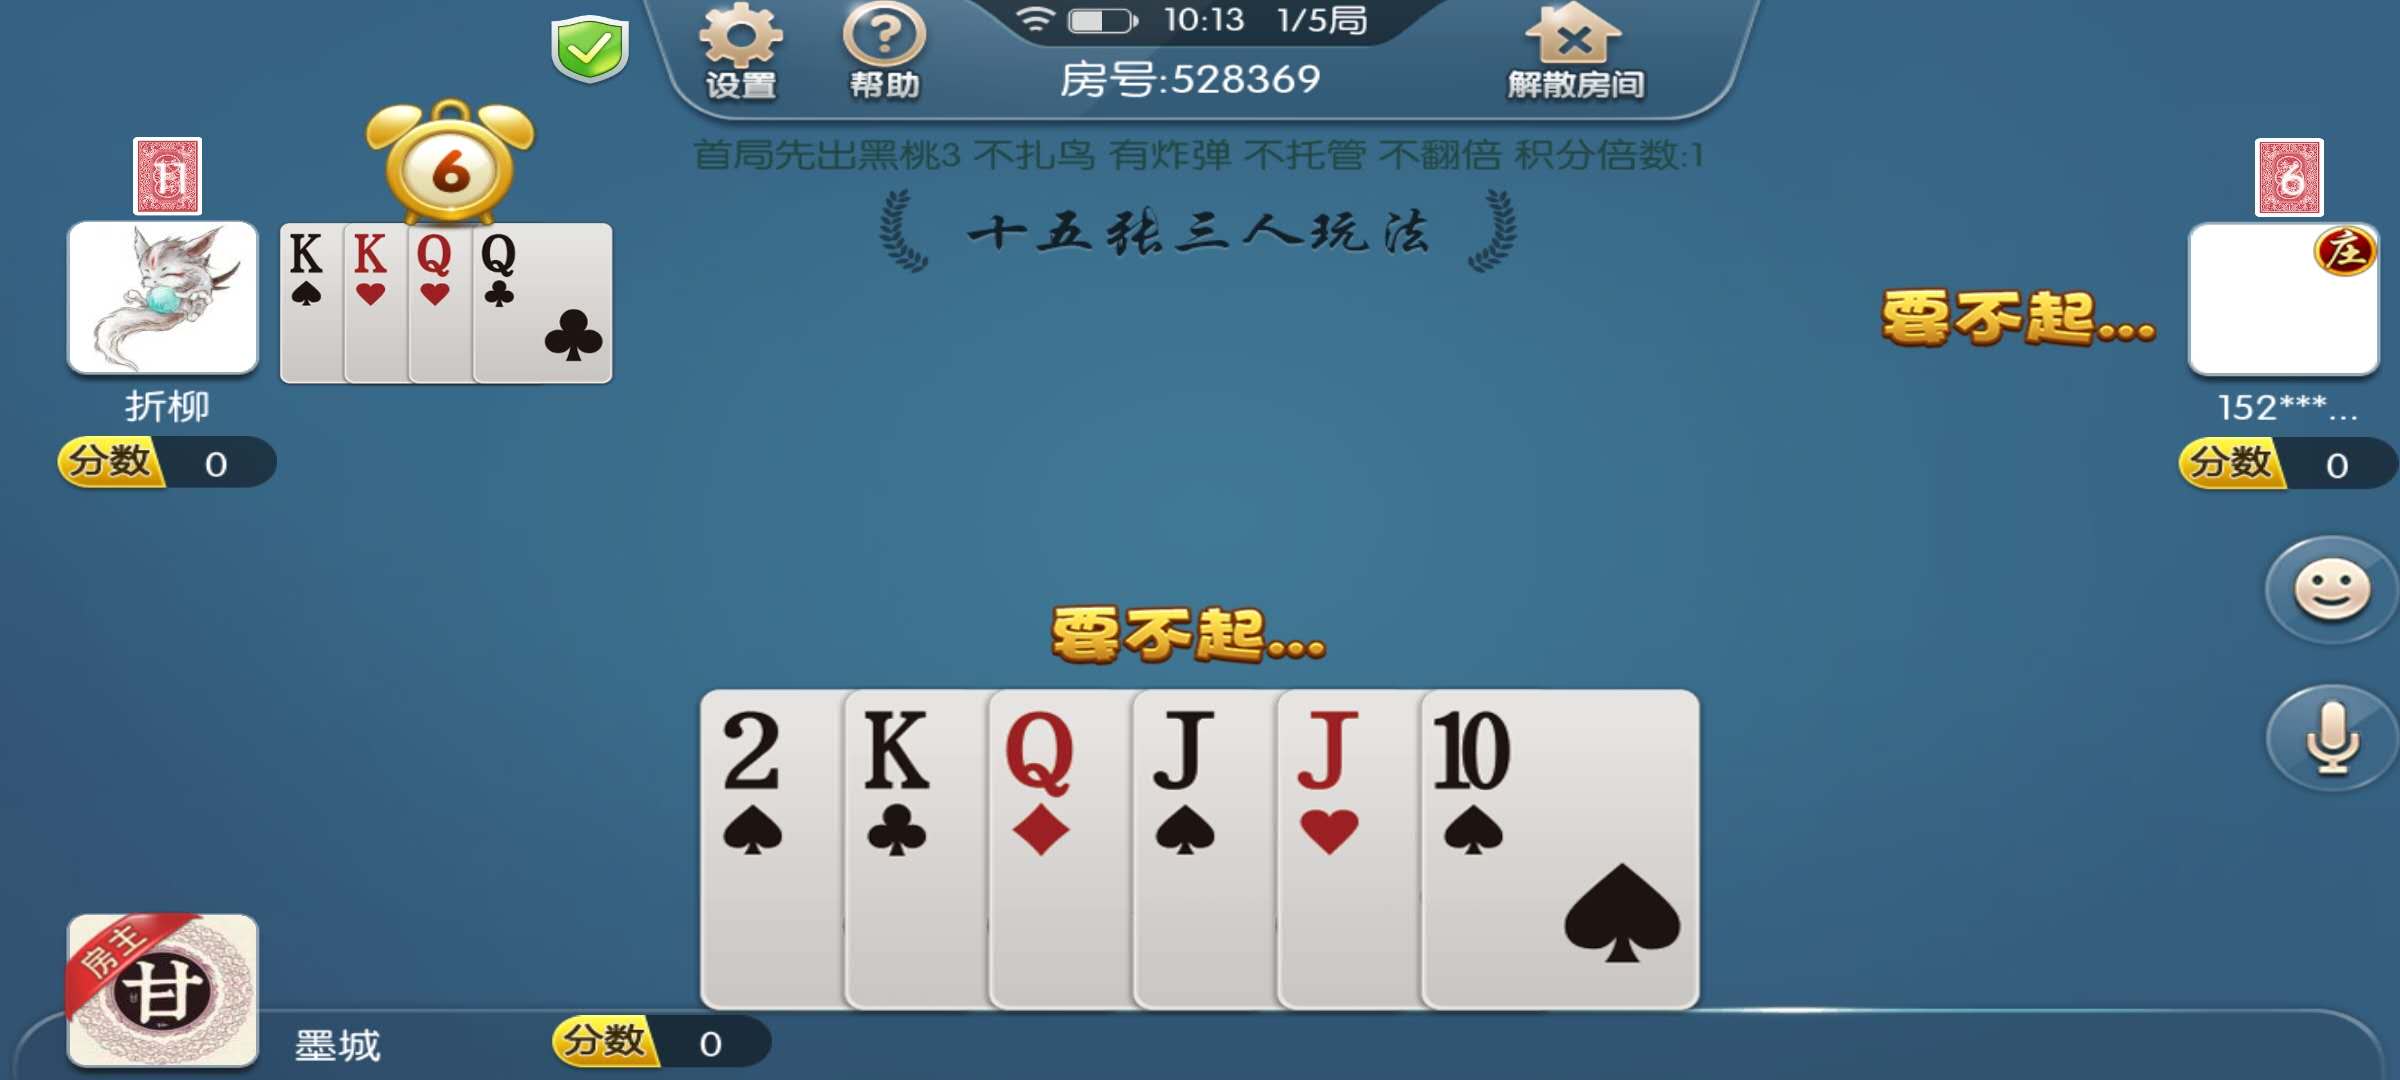 10:13 1/5局
设置 帮助 房号:528369 解散房间
首局先出黑桃3 不扎鸟 有炸弹 不托管 不翻倍 积分倍数:1
十五张三人玩法
6
K K Q Q
庄
6
要不起...
折柳
152***...
分数 0
分数 0
要不起...
2 K Q J J 10
房主
甘
墨城
分数 0